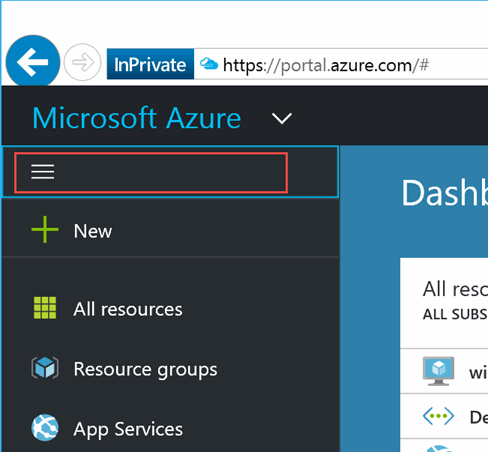 InPrivate https://portal.azure.com/#
Microsoft Azure
Dashb
New
All resources
All reso
ALL SUBS
Resource groups
wi
De
App Services